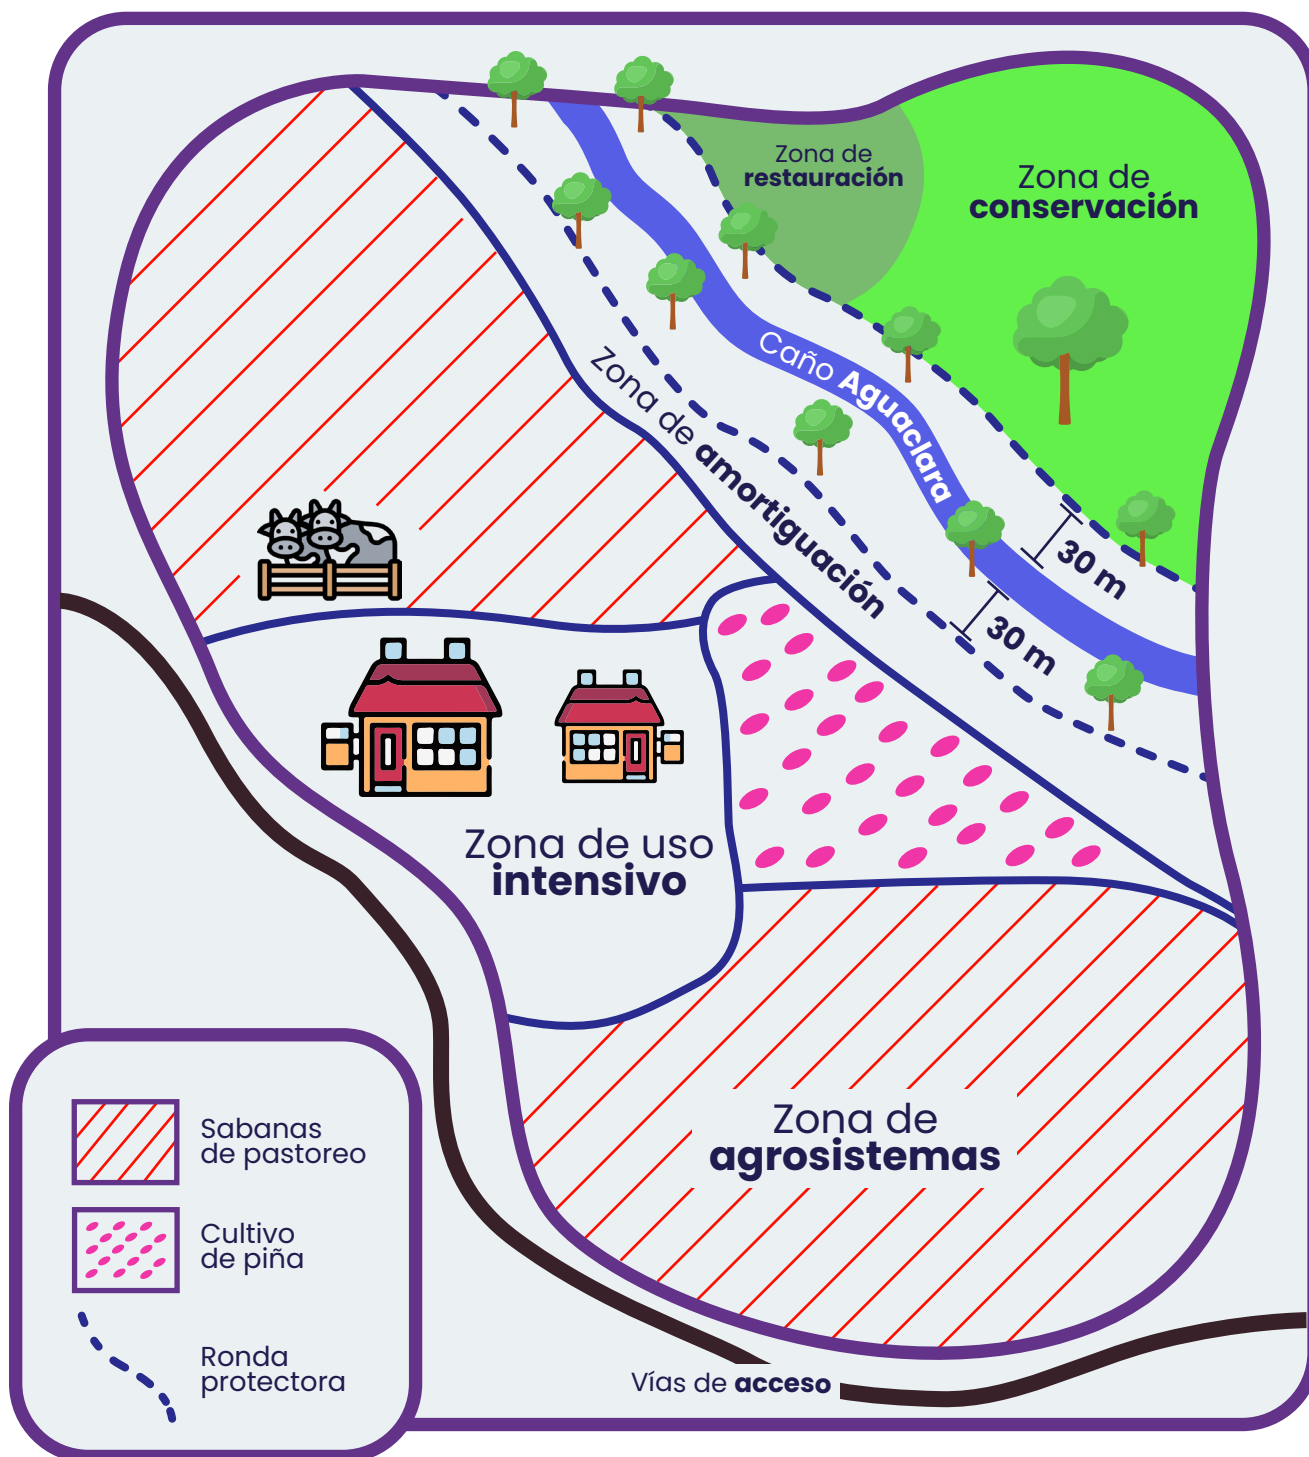 Zona de
restauración
Zona de
conservación
Caño Aguaclara
Zona de amortiguación
30 m
30 m
Zona de uso
intensivo
Zona de
agrosistemas
Sabanas
de pastoreo
Cultivo
de piña
Ronda
protectora
Vías de acceso